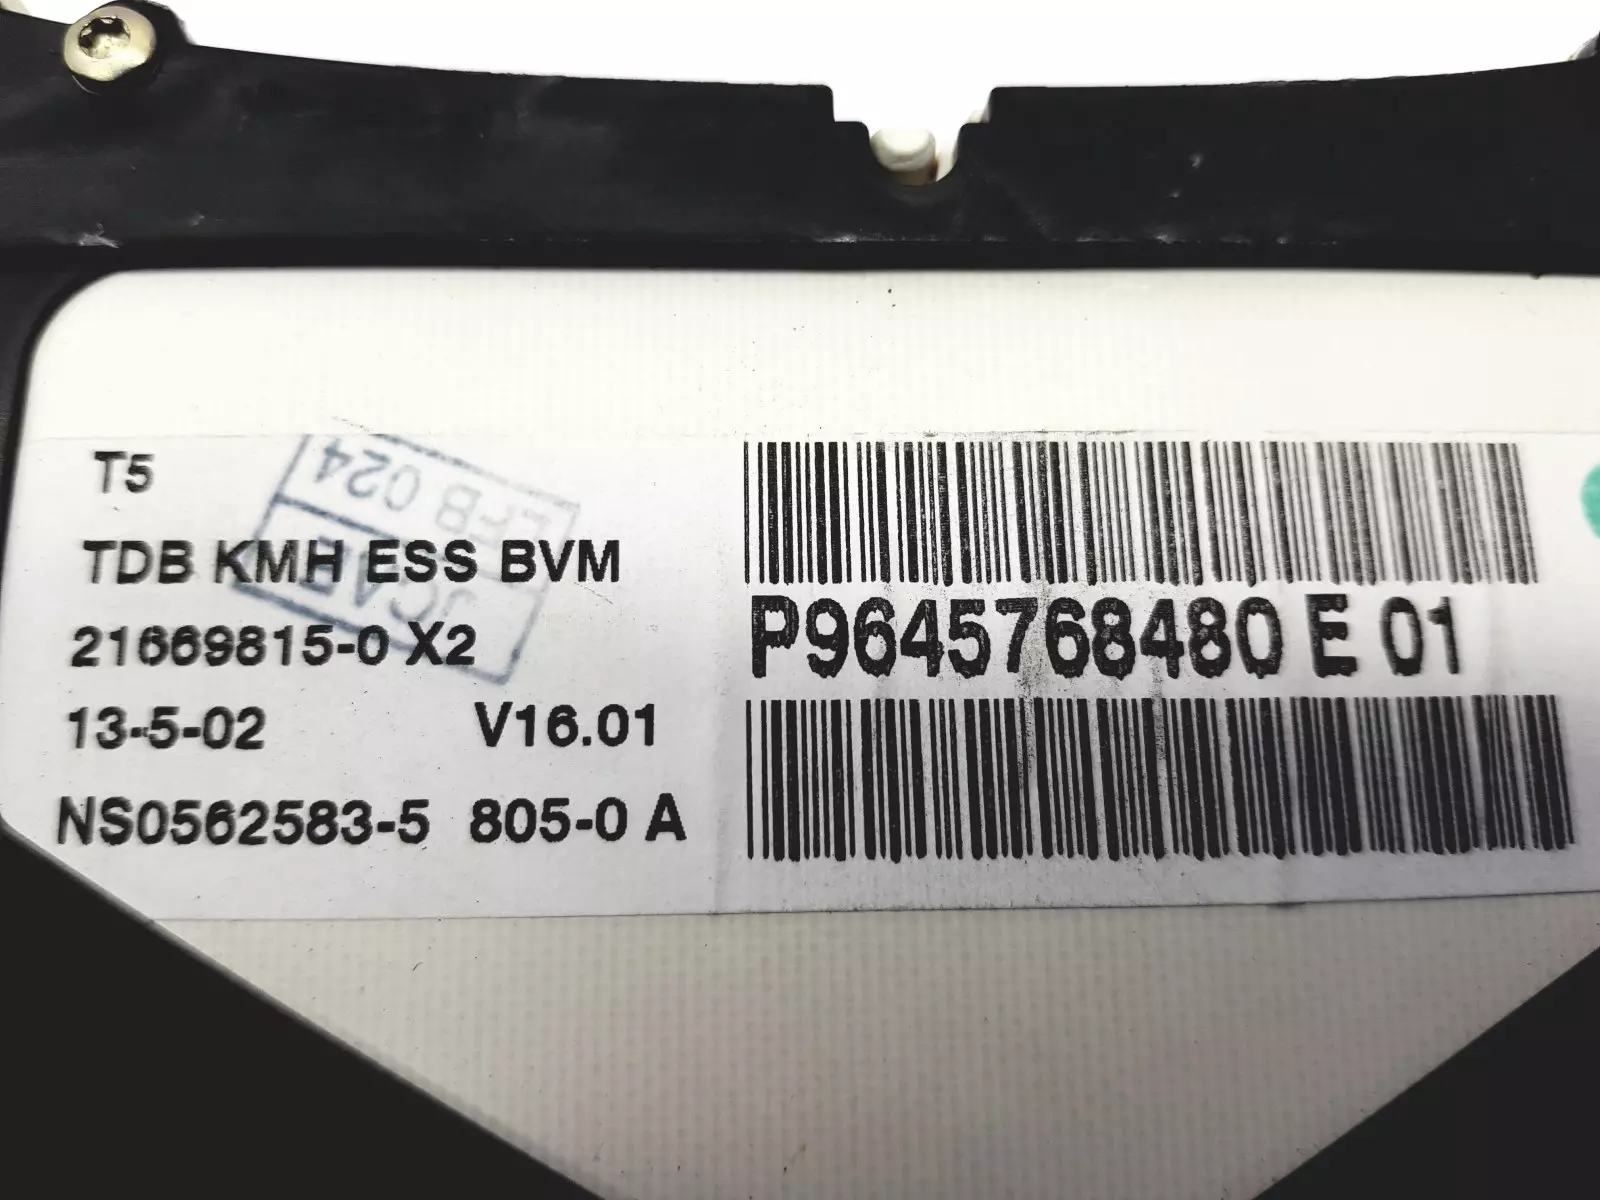 T5
TDB KMH ESS BVM
21669815-0 X2
13-5-02 V16.01
NS0562583-5 805-0 A
P9645768480 E 01
024